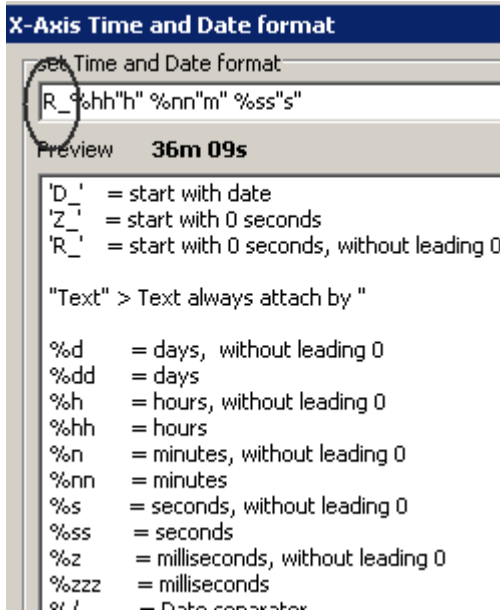 X-Axis Time and Date format
set Time and Date format
R_%hh"h" %nn"m" %ss"s"
Preview 36m 09s
'D_' = start with date
'Z_' = start with 0 seconds
'R_' = start with 0 seconds, without leading 0
"Text" > Text always attach by "
%d = days, without leading 0
%dd = days
%h = hours, without leading 0
%hh = hours
%n = minutes, without leading 0
%nn = minutes
%s = seconds, without leading 0
%ss = seconds
%z = milliseconds, without leading 0
%zzz = milliseconds
%/ = Date separator